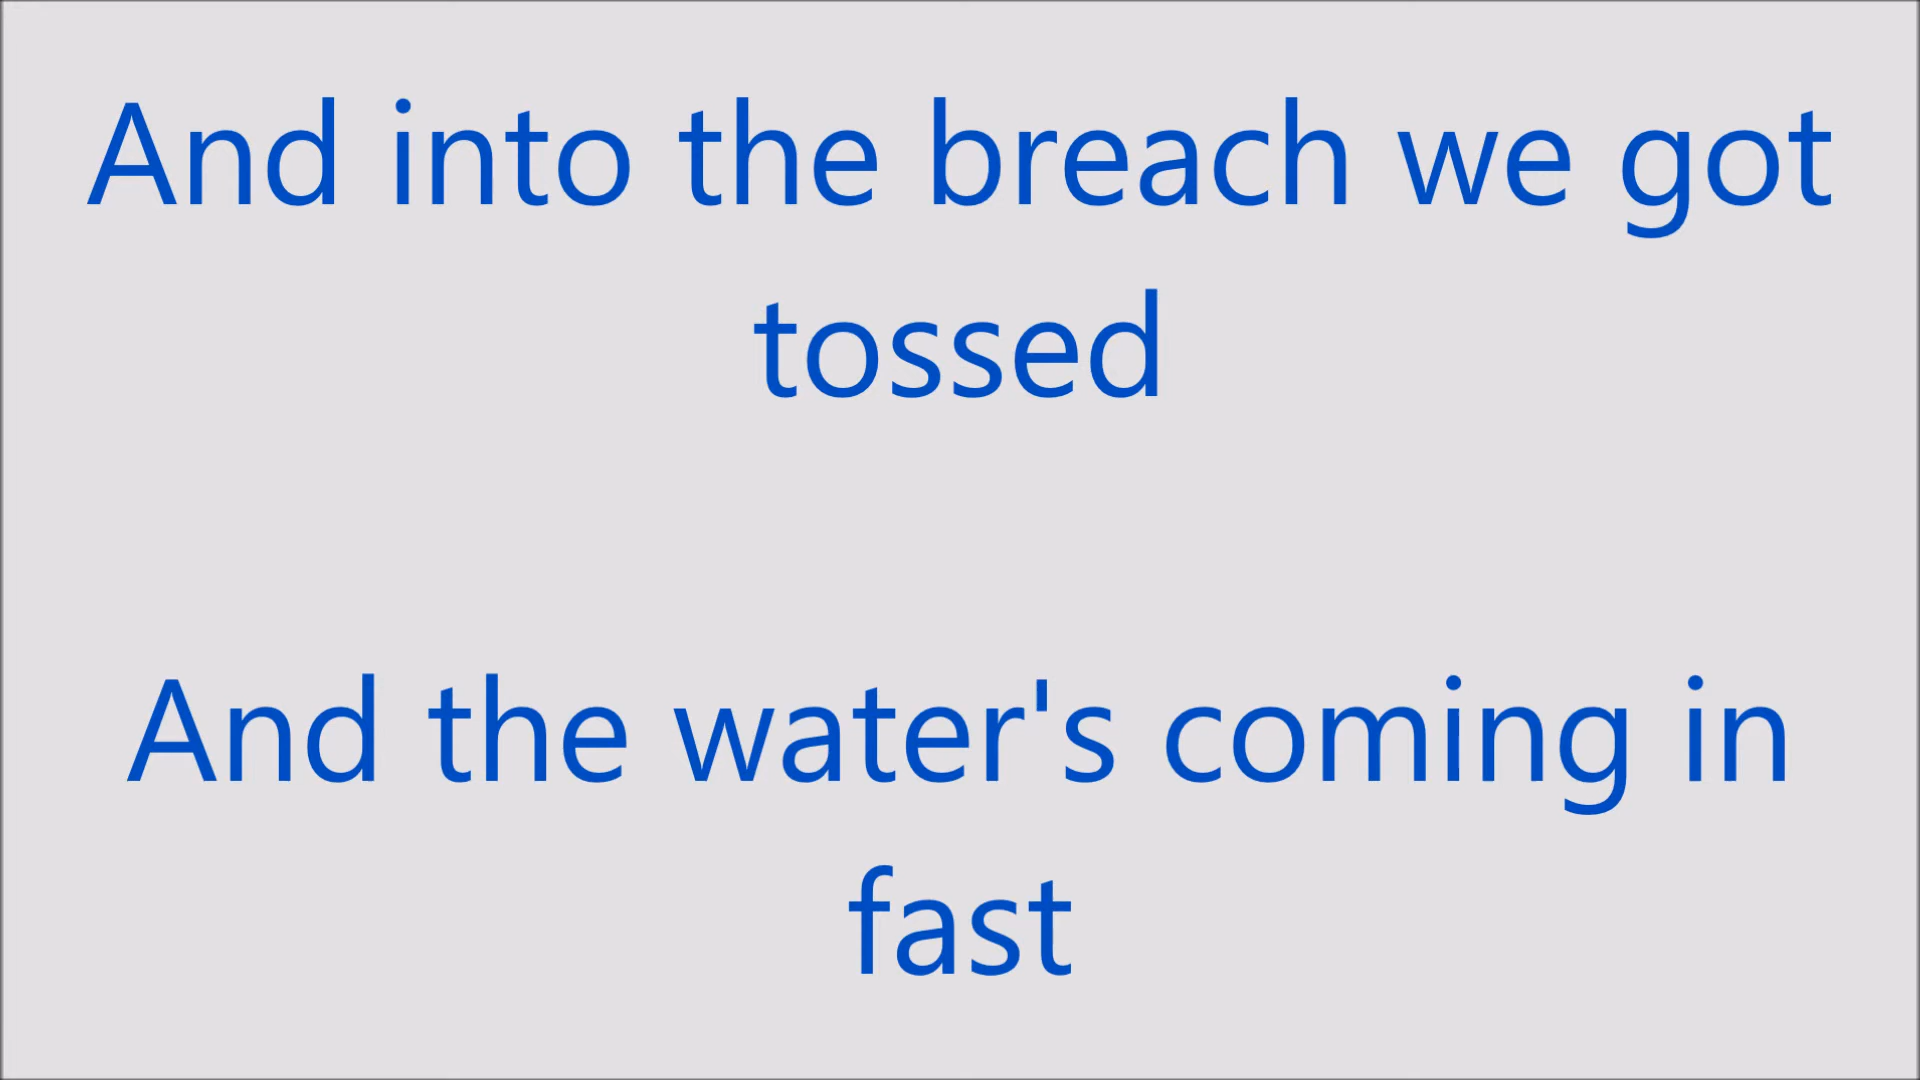 And into the breach we got
tossed
And the water's coming in
fast